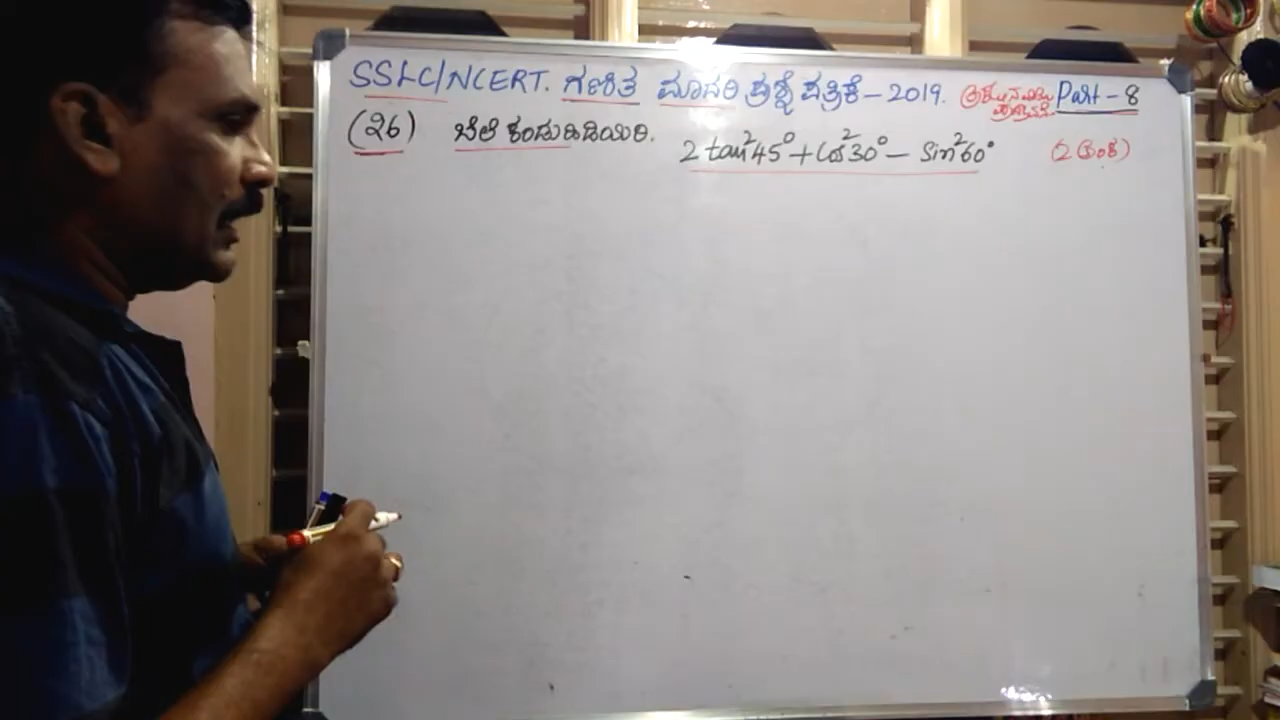 SSLC/NCERT. ಗಣಿತ ಮಾದರಿ ಪ್ರಶ್ನೆ ಪತ್ರಿಕೆ - 2019. Part - 8
(26) ಬೆಲೆ ಕಂಡುಹಿಡಿಯಿರಿ. 2 tan²45° + Cos²30° - Sin²60° (2 ಅಂಕ)